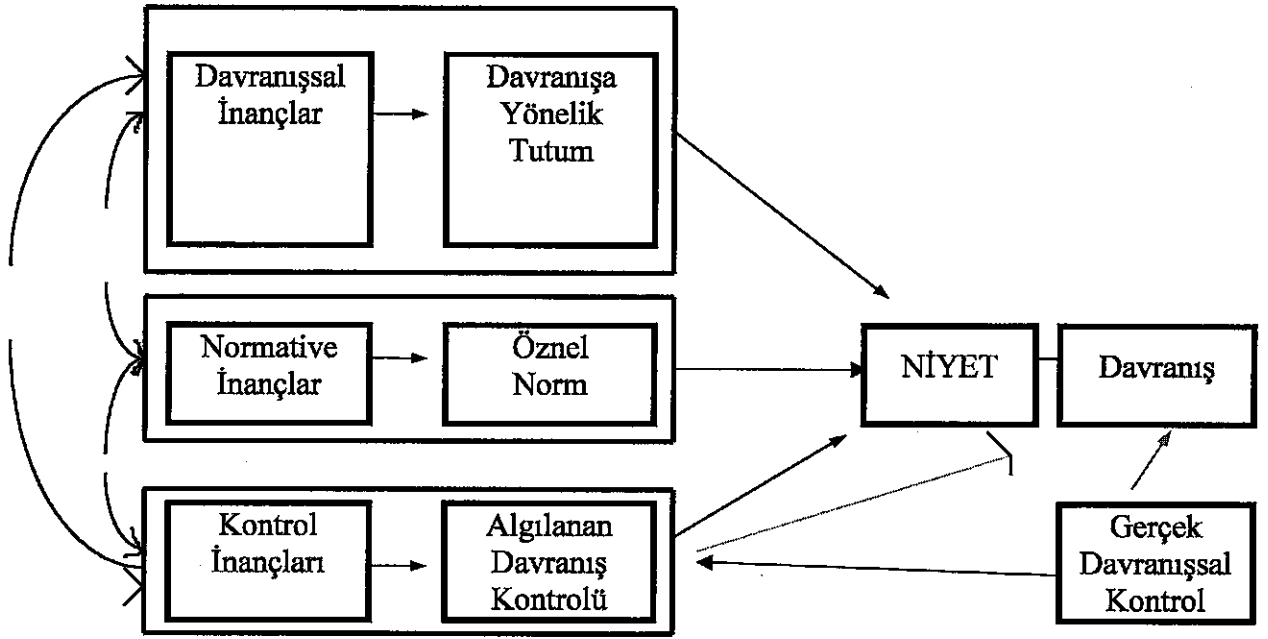 Davranışsal
İnançlar
Davranışa
Yönelik
Tutum
Normative
İnançlar
Öznel
Norm
NİYET
Davranış
Kontrol
İnançları
Algılanan
Davranış
Kontrolü
Gerçek
Davranışsal
Kontrol